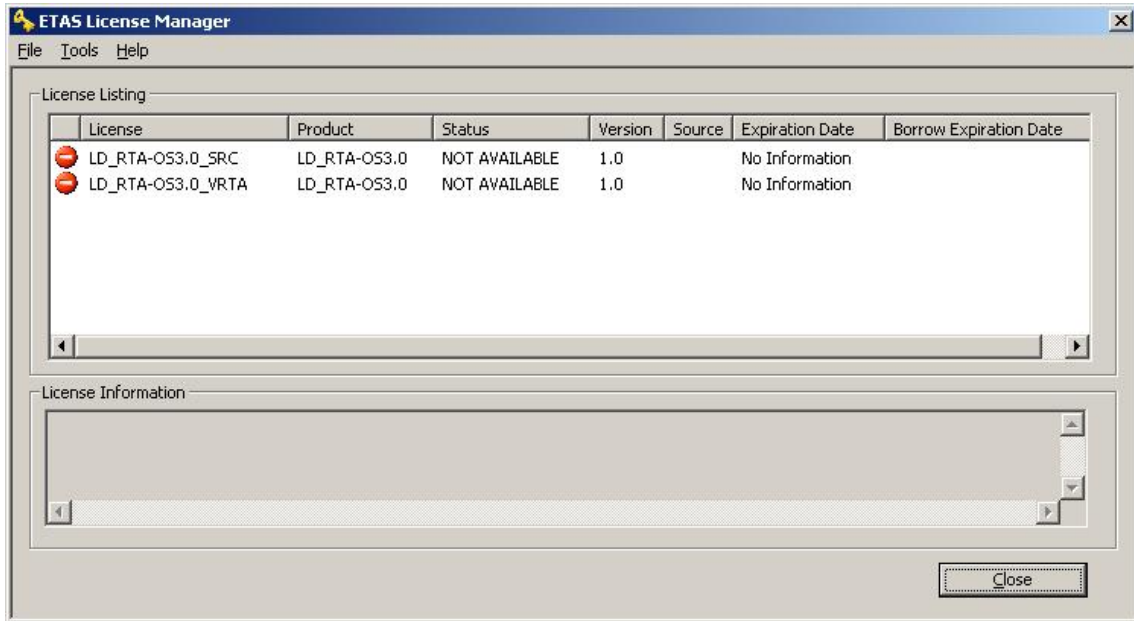 ETAS License Manager
File Tools Help
License Listing
License Product Status Version Source Expiration Date Borrow Expiration Date
LD_RTA-OS3.0_SRC LD_RTA-OS3.0 NOT AVAILABLE 1.0 No Information
LD_RTA-OS3.0_VRTA LD_RTA-OS3.0 NOT AVAILABLE 1.0 No Information
License Information
Close